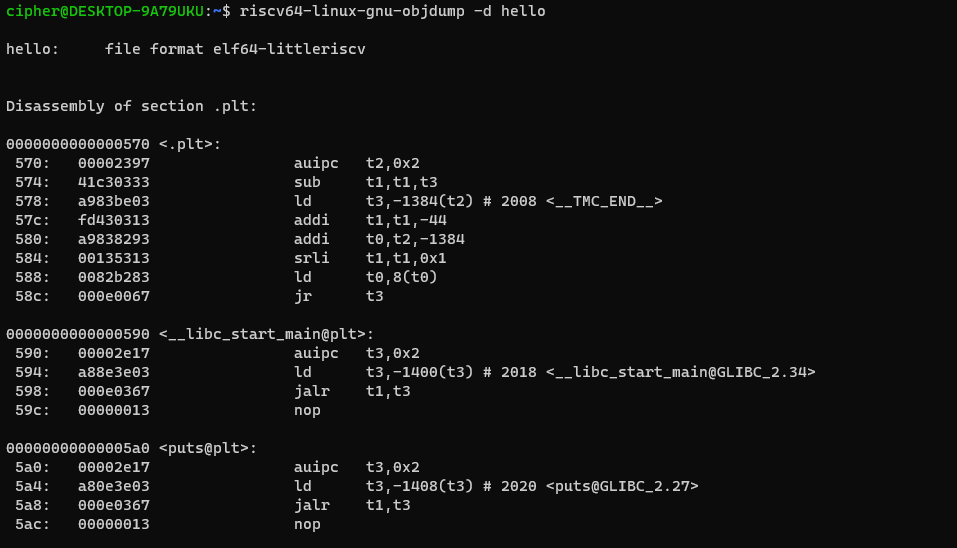 cipher@DESKTOP-9A79UKU:~$ riscv64-linux-gnu-objdump -d hello
hello:     file format elf64-littleriscv
Disassembly of section .plt:
0000000000000570 <.plt>:
 570:   00002397                auipc   t2,0x2
 574:   41c30333                sub     t1,t1,t3
 578:   a983be03                ld      t3,-1384(t2) # 2008 <__TMC_END__>
 57c:   fd430313                addi    t1,t1,-44
 580:   a9838293                addi    t0,t2,-1384
 584:   00135313                srli    t1,t1,0x1
 588:   0082b283                ld      t0,8(t0)
 58c:   000e0067                jr      t3
0000000000000590 <__libc_start_main@plt>:
 590:   00002e17                auipc   t3,0x2
 594:   a88e3e03                ld      t3,-1400(t3) # 2018 <__libc_start_main@GLIBC_2.34>
 598:   000e0367                jalr    t1,t3
 59c:   00000013                nop
00000000000005a0 <puts@plt>:
 5a0:   00002e17                auipc   t3,0x2
 5a4:   a80e3e03                ld      t3,-1408(t3) # 2020 <puts@GLIBC_2.27>
 5a8:   000e0367                jalr    t1,t3
 5ac:   00000013                nop